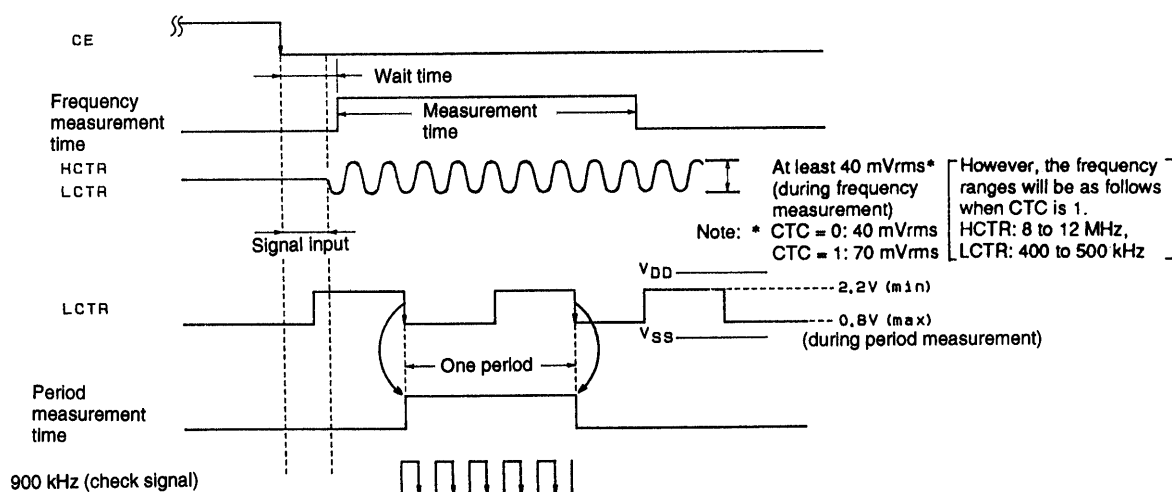 CE
Wait time
Frequency
measurement
time
Measurement
time
HCTR
LCTR
At least 40 mVrms*
(during frequency
measurement)
Note: * CTC = 0: 40 mVrms
CTC = 1: 70 mVrms
However, the frequency
ranges will be as follows
when CTC is 1.
HCTR: 8 to 12 MHz,
LCTR: 400 to 500 kHz
Signal input
LCTR
VDD
2.2V (min)
0.8V (max)
VSS
(during period measurement)
One period
Period
measurement
time
900 kHz (check signal)